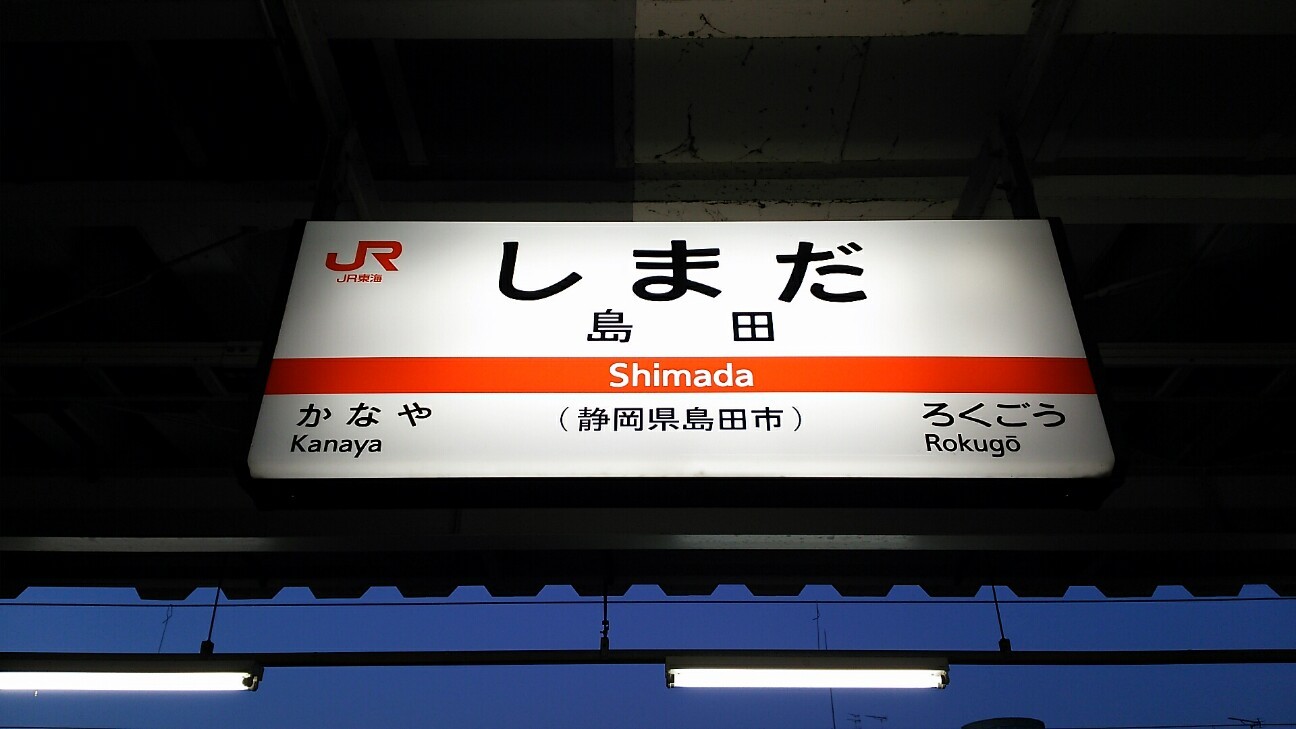 JR
JR東海
しまだ
島田
Shimada
かなや
Kanaya
(静岡県島田市)
ろくごう
Rokugō